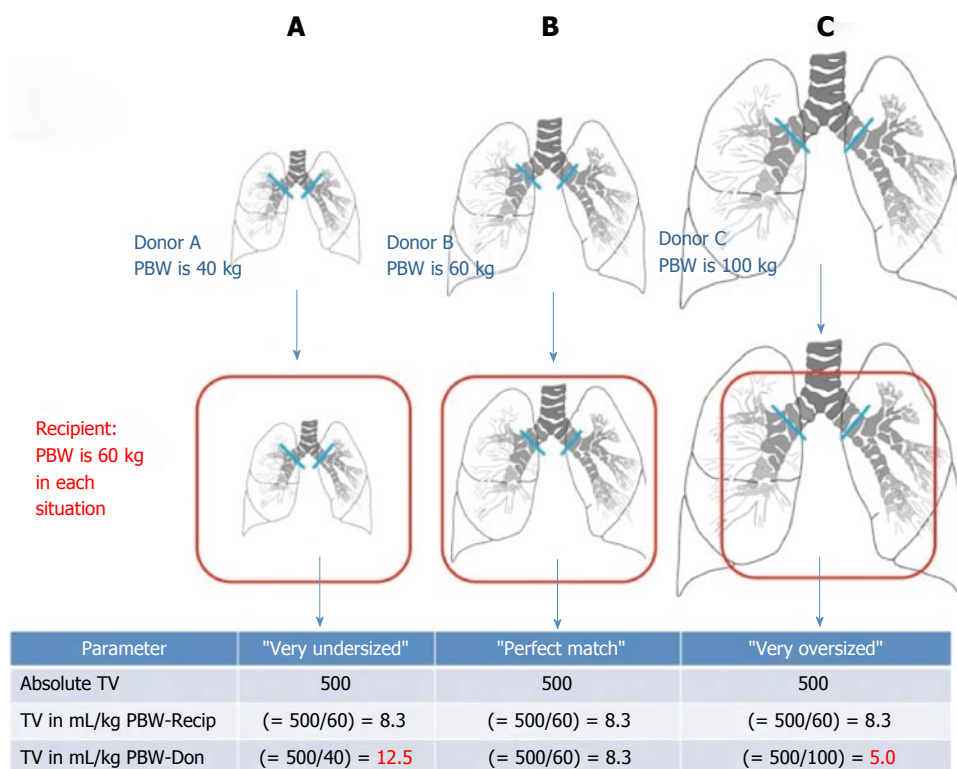 A B C
Donor A
PBW is 40 kg
Donor B
PBW is 60 kg
Donor C
PBW is 100 kg
Recipient:
PBW is 60 kg
in each
situation
Parameter "Very undersized" "Perfect match" "Very oversized"
Absolute TV 500 500 500
TV in mL/kg PBW-Recip (= 500/60) = 8.3 (= 500/60) = 8.3 (= 500/60) = 8.3
TV in mL/kg PBW-Don (= 500/40) = 12.5 (= 500/60) = 8.3 (= 500/100) = 5.0